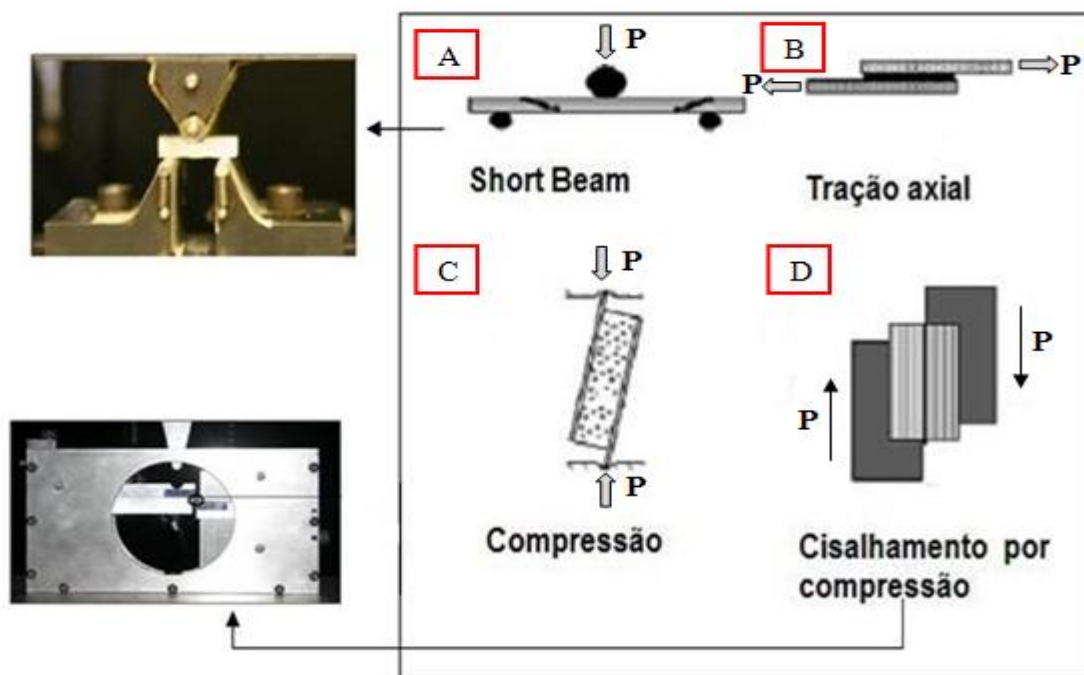 A
P
Short Beam
B
P
P
Tração axial
C
P
P
Compressão
D
P
P
Cisalhamento por
compressão